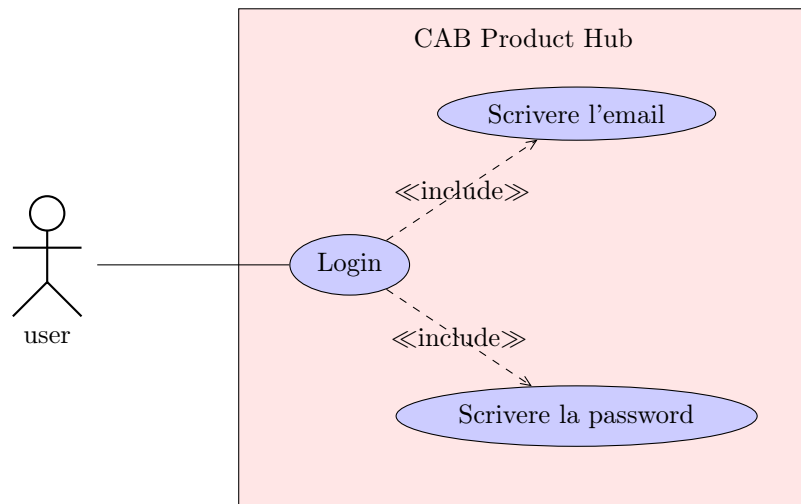 CAB Product Hub
Scrivere l'email
≪include≫
Login
user
≪include≫
Scrivere la password